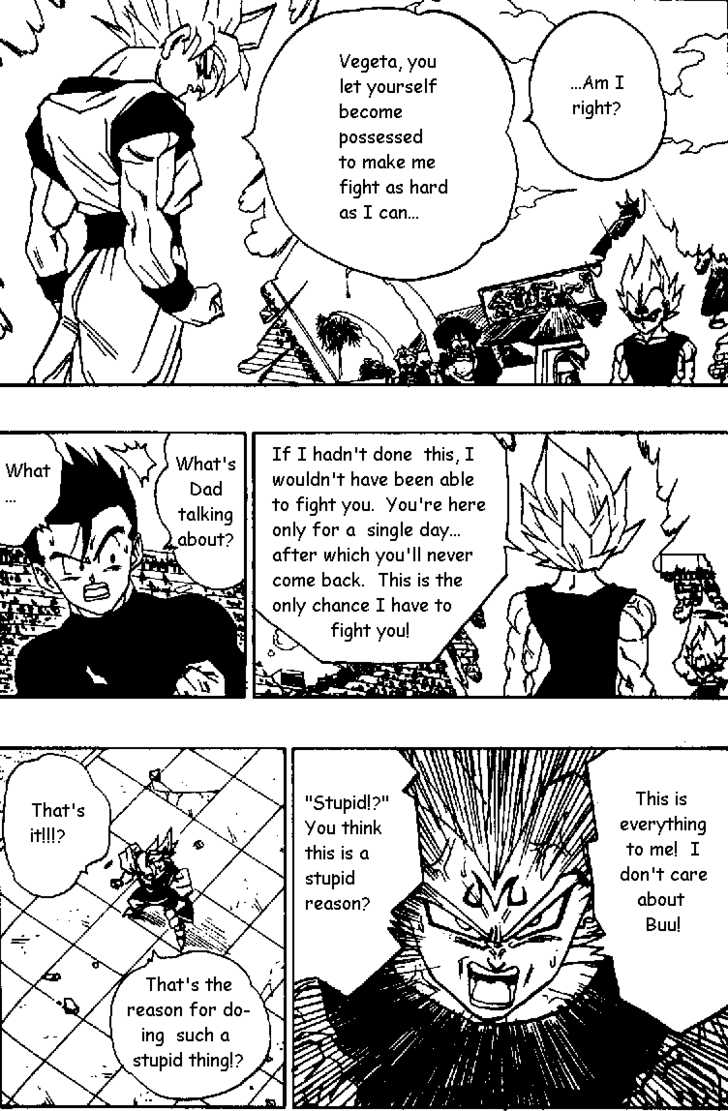 Vegeta, you
let yourself
become
possessed
to make me
fight as hard
as I can...
...Am I
right?
What
...
What's
Dad
talking
about?
If I hadn't done this, I
wouldn't have been able
to fight you. You're here
only for a single day...
after which you'll never
come back. This is the
only chance I have to
fight you!
That's
it!!!?
That's the
reason for do-
ing such a
stupid thing!?
"Stupid!?"
You think
this is a
stupid
reason?
This is
everything
to me! I
don't care
about
Buu!